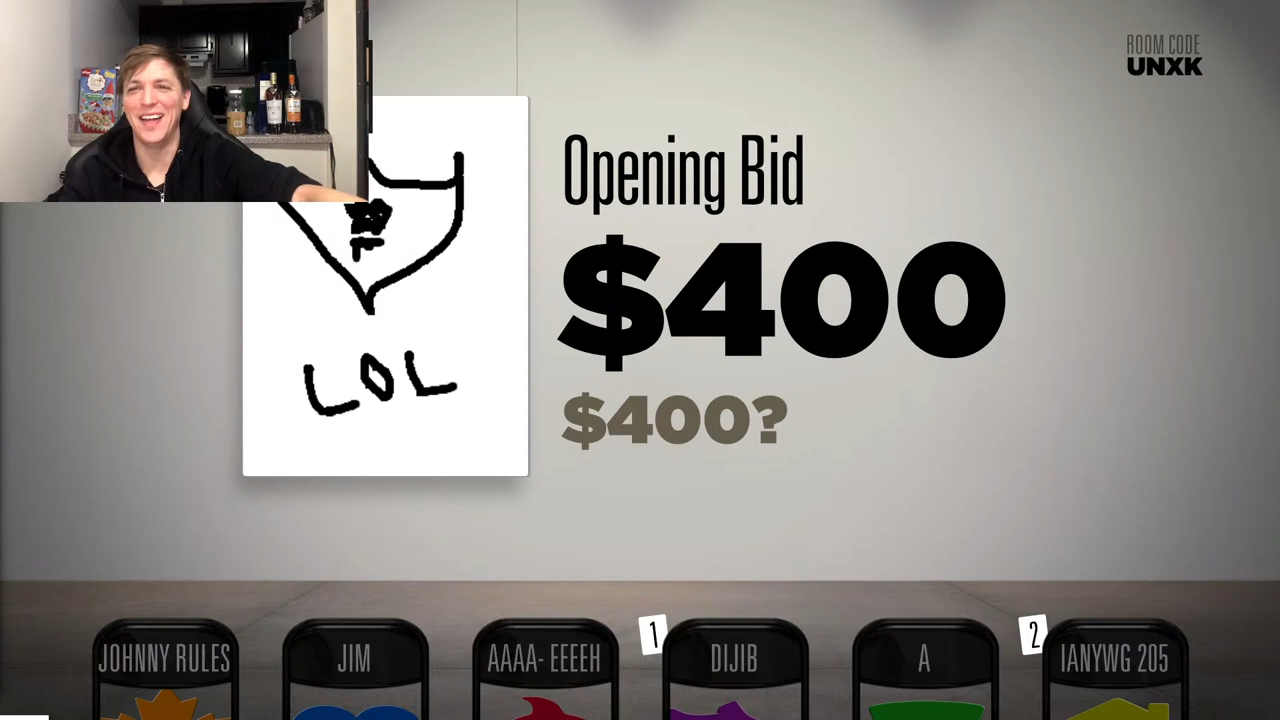 ROOM CODE
UNXK
Opening Bid
$400
$400?
LOL
1
2
JOHNNY RULES
JIM
AAAA- EEEEH
DIJIB
A
IANYWG 205